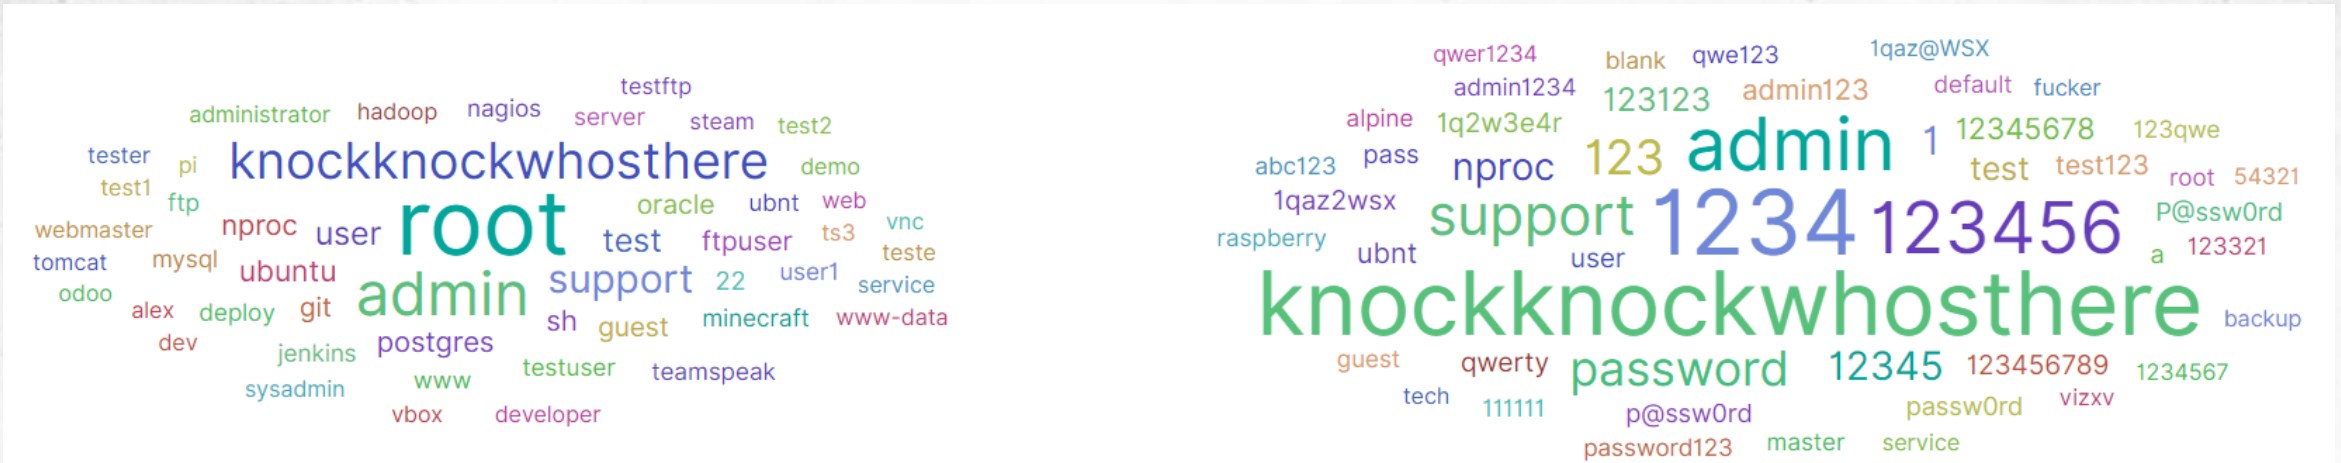 testftp
administrator hadoop nagios server steam test2
tester pi knockknockwhosthere demo
test1 ftp oracle ubnt web
webmaster nproc user root test ftpuser ts3 vnc
tomcat mysql ubuntu support 22 user1 teste
odoo admin service
alex deploy git sh guest minecraft www-data
dev jenkins postgres
sysadmin www testuser teamspeak
vbox developer
qwer1234 blank qwe123 1qaz@WSX
admin1234 123123 admin123 default fucker
alpine 1q2w3e4r 123 admin 1 12345678 123qwe
abc123 pass nproc test test123 root 54321
1qaz2wsx support 1234 123456 P@ssw0rd
raspberry ubnt user a 123321
knockknockwhosthere backup
guest qwerty password 12345 123456789 1234567
tech 111111 p@ssw0rd passw0rd vizxv
password123 master service